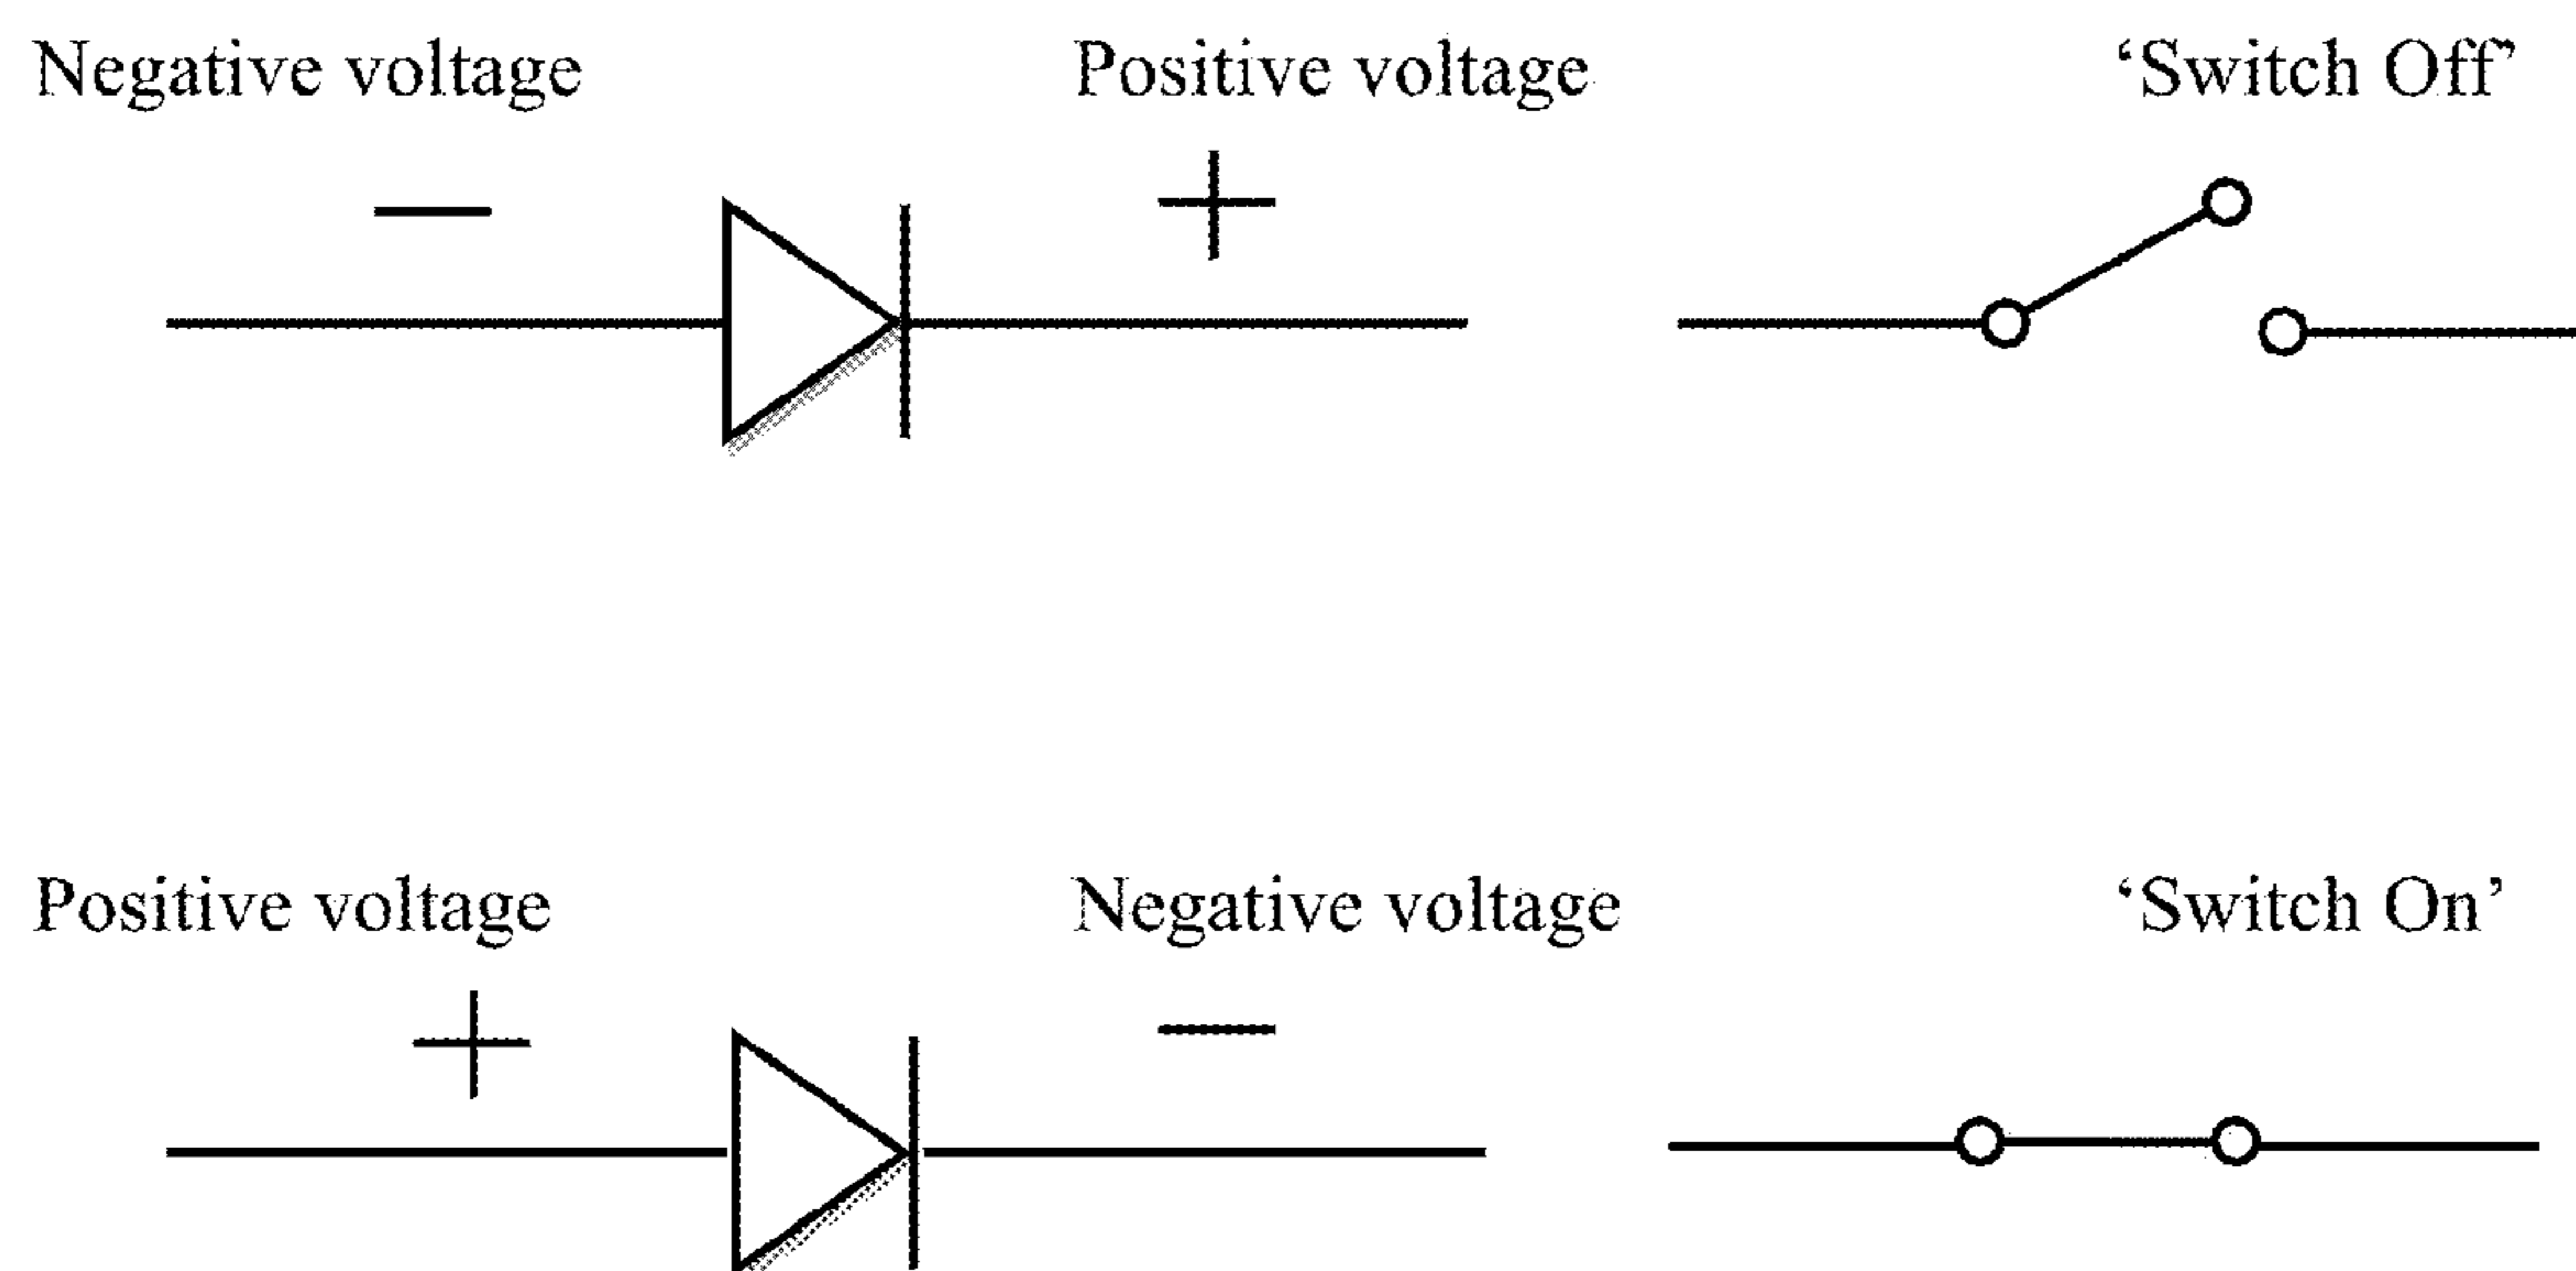 Negative voltage
Positive voltage
‘Switch Off’
−
+
Positive voltage
Negative voltage
‘Switch On’
+
−